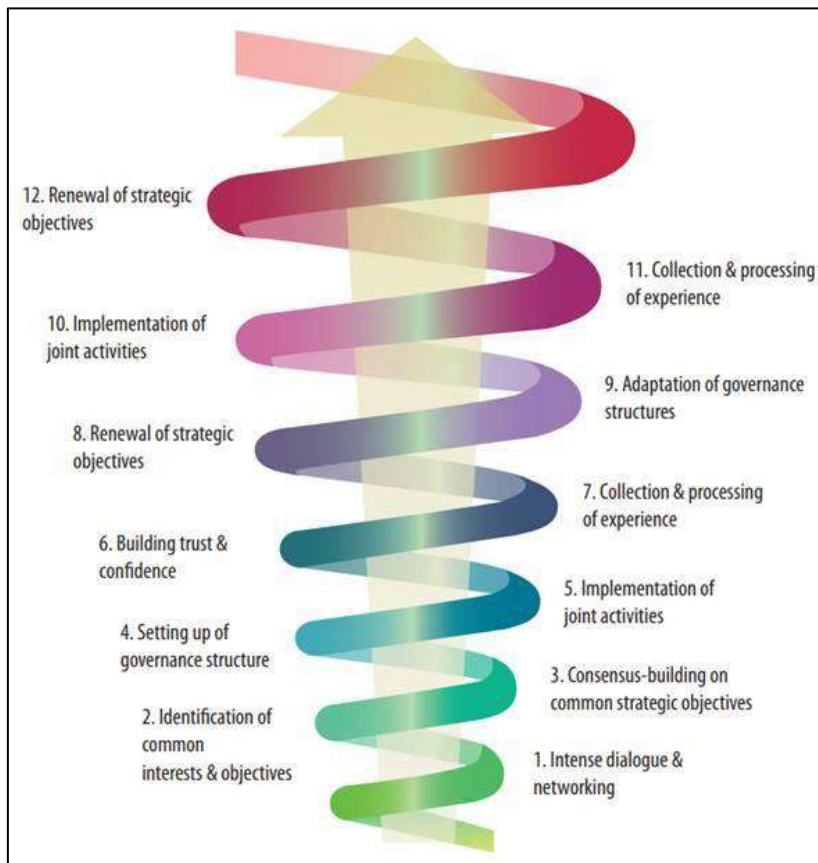 12. Renewal of strategic
objectives
11. Collection & processing
of experience
10. Implementation of
joint activities
9. Adaptation of governance
structures
8. Renewal of strategic
objectives
7. Collection & processing
of experience
6. Building trust &
confidence
5. Implementation of
joint activities
4. Setting up of
governance structure
3. Consensus-building on
common strategic objectives
2. Identification of
common
interests & objectives
1. Intense dialogue &
networking